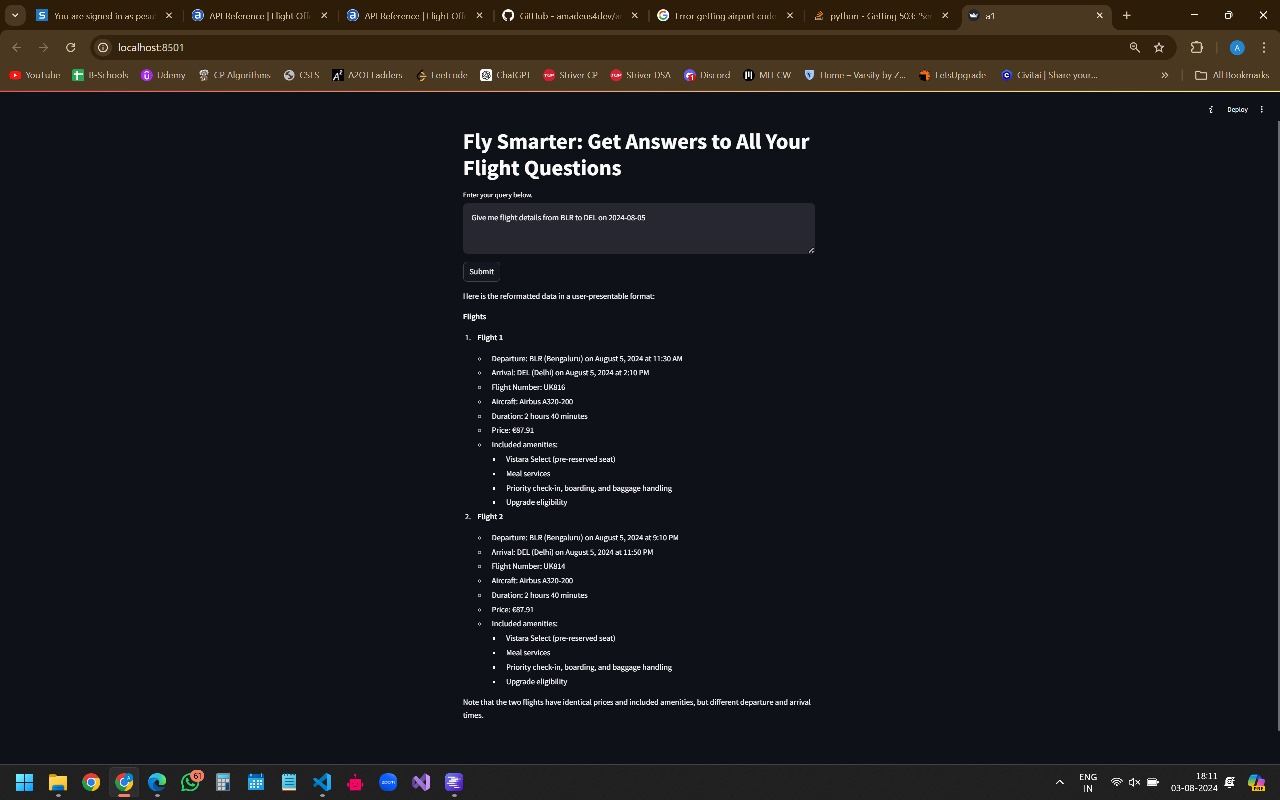 You are signed in as pesu
API Reference | Flight Offe
API Reference | Flight Offe
GitHub - amadeus4dev/a
Error getting airport code
python - Getting 503: "Se
a1
localhost:8501
A
YouTube
B-Schools
Udemy
CP Algorithms
CSES
A2OJ Ladders
Leetcode
ChatGPT
Striver CP
Striver DSA
Discord
MIT CW
Home – Varsity by Z...
LetsUpgrade
Civitai | Share your...
»
All Bookmarks
Deploy
Fly Smarter: Get Answers to All Your
Flight Questions
Enter your query below.
Give me flight details from BLR to DEL on 2024-08-05
Submit
Here is the reformatted data in a user-presentable format:
Flights
1. Flight 1
Departure: BLR (Bengaluru) on August 5, 2024 at 11:30 AM
Arrival: DEL (Delhi) on August 5, 2024 at 2:10 PM
Flight Number: UK816
Aircraft: Airbus A320-200
Duration: 2 hours 40 minutes
Price: €87.91
Included amenities:
Vistara Select (pre-reserved seat)
Meal services
Priority check-in, boarding, and baggage handling
Upgrade eligibility
2. Flight 2
Departure: BLR (Bengaluru) on August 5, 2024 at 9:10 PM
Arrival: DEL (Delhi) on August 5, 2024 at 11:50 PM
Flight Number: UK814
Aircraft: Airbus A320-200
Duration: 2 hours 40 minutes
Price: €87.91
Included amenities:
Vistara Select (pre-reserved seat)
Meal services
Priority check-in, boarding, and baggage handling
Upgrade eligibility
Note that the two flights have identical prices and included amenities, but different departure and arrival
times.
61
zoom
ENG
IN
18:11
03-08-2024